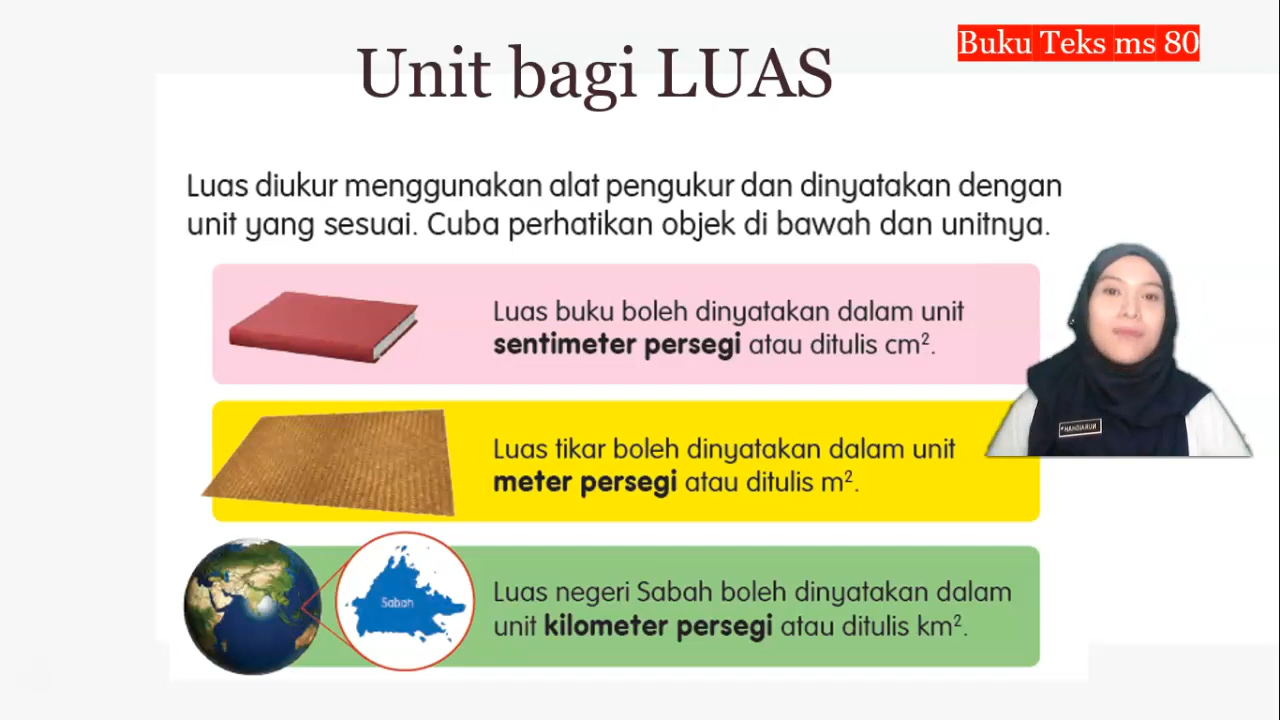 Buku Teks ms 80
Unit bagi LUAS
Luas diukur menggunakan alat pengukur dan dinyatakan dengan
unit yang sesuai. Cuba perhatikan objek di bawah dan unitnya.
Luas buku boleh dinyatakan dalam unit
sentimeter persegi atau ditulis cm².
Luas tikar boleh dinyatakan dalam unit
meter persegi atau ditulis m².
Sabah
Luas negeri Sabah boleh dinyatakan dalam
unit kilometer persegi atau ditulis km².